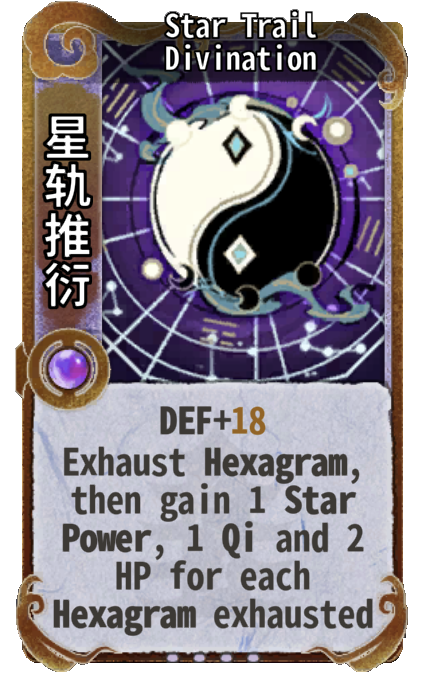 Star Trail
Divination
星轨推衍
DEF+18
Exhaust Hexagram,
then gain 1 Star
Power, 1 Qi and 2
HP for each
Hexagram exhausted